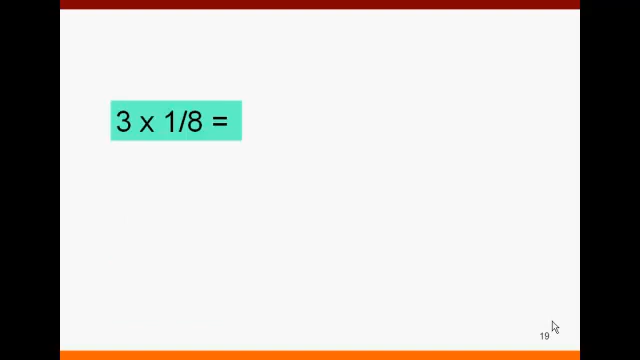 3 x 1/8 =
19